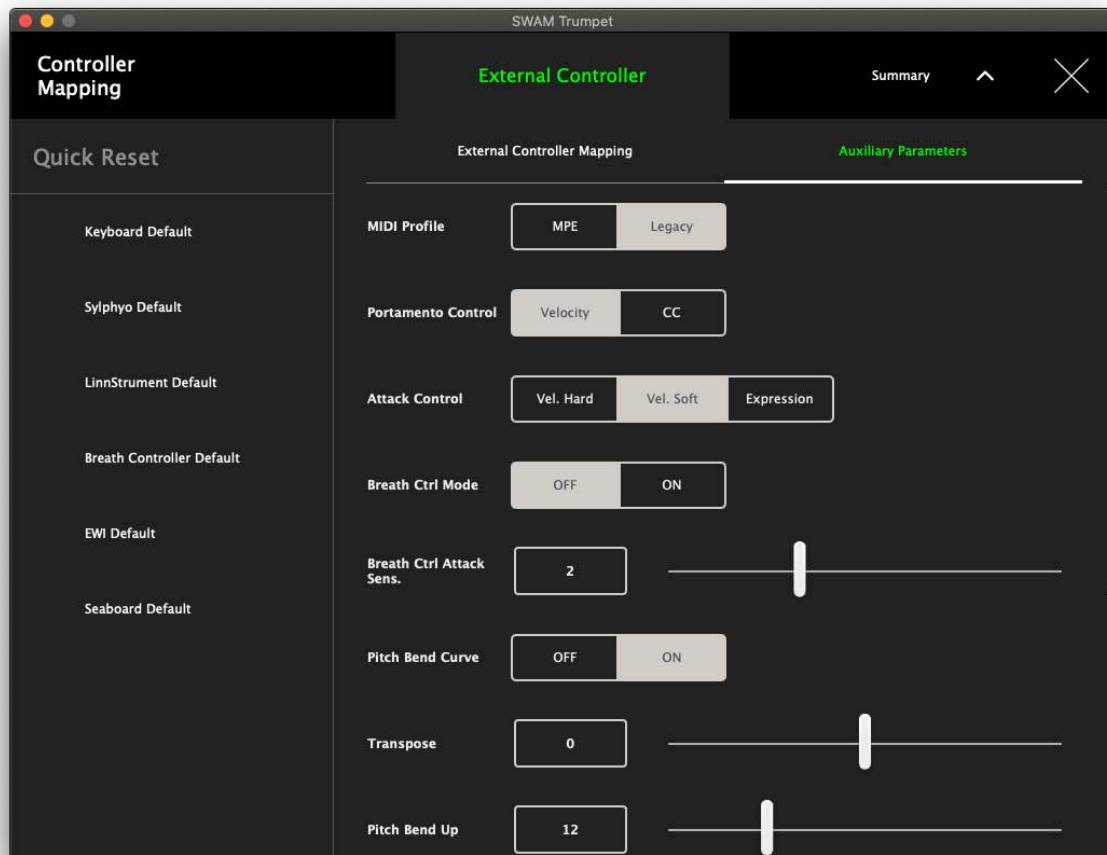 SWAM Trumpet
Controller
Mapping
External Controller
Summary
Quick Reset
Keyboard Default
Sylphyo Default
LinnStrument Default
Breath Controller Default
EWI Default
Seaboard Default
External Controller Mapping
Auxiliary Parameters
MIDI Profile
MPE
Legacy
Portamento Control
Velocity
CC
Attack Control
Vel. Hard
Vel. Soft
Expression
Breath Ctrl Mode
OFF
ON
Breath Ctrl Attack
Sens.
2
Pitch Bend Curve
OFF
ON
Transpose
0
Pitch Bend Up
12